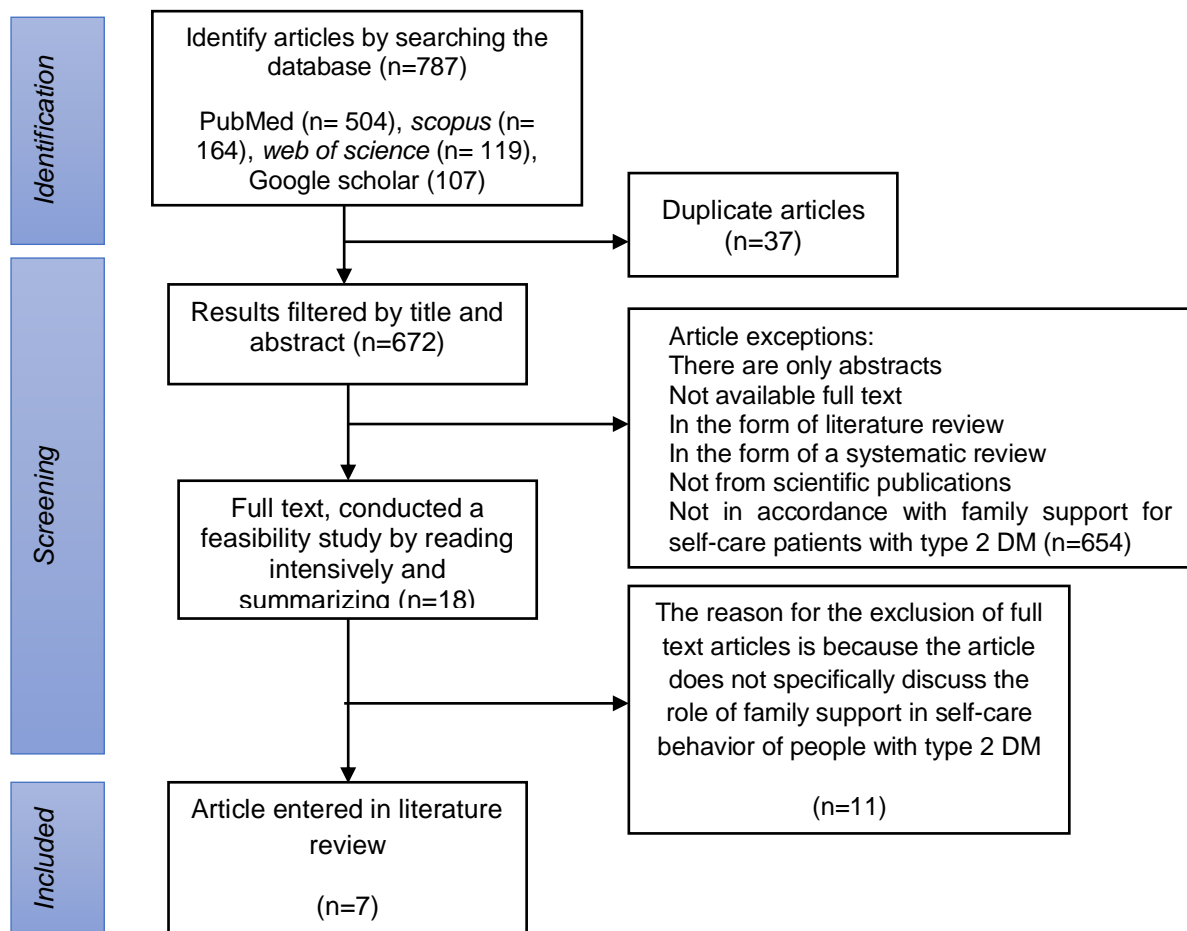 Identification
Identify articles by searching the
database (n=787)
PubMed (n= 504), scopus (n=
164), web of science (n= 119),
Google scholar (107)
Duplicate articles
(n=37)
Screening
Results filtered by title and
abstract (n=672)
Article exceptions:
There are only abstracts
Not available full text
In the form of literature review
In the form of a systematic review
Not from scientific publications
Not in accordance with family support for
self-care patients with type 2 DM (n=654)
Full text, conducted a
feasibility study by reading
intensively and
summarizing (n=18)
The reason for the exclusion of full
text articles is because the article
does not specifically discuss the
role of family support in self-care
behavior of people with type 2 DM
(n=11)
Included
Article entered in literature
review
(n=7)